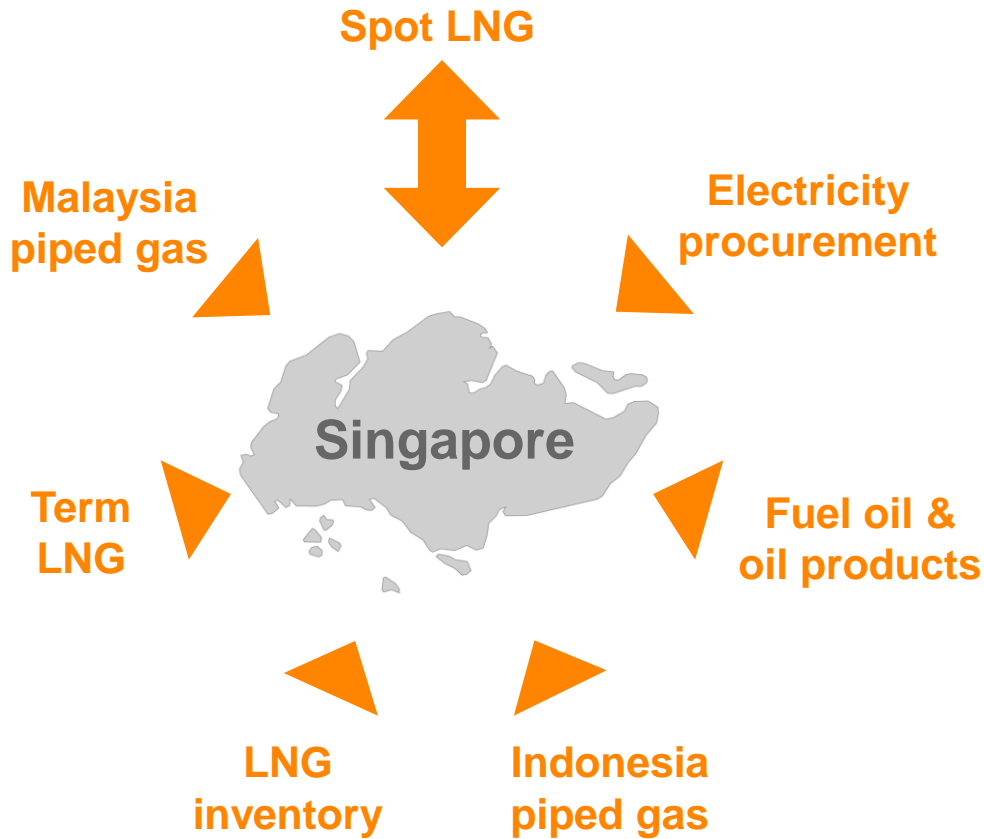 Spot LNG
Malaysia
piped gas
Electricity
procurement
Singapore
Term
LNG
Fuel oil &
oil products
LNG
inventory
Indonesia
piped gas